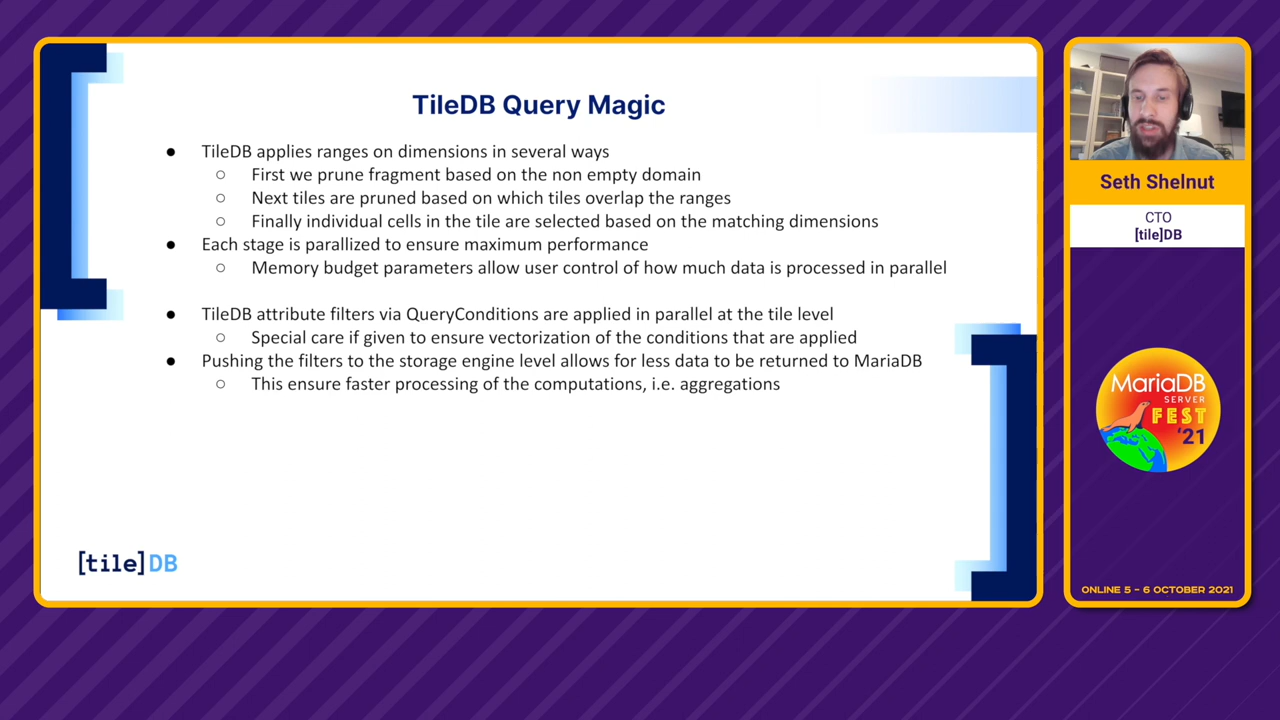 TileDB Query Magic
● TileDB applies ranges on dimensions in several ways
○ First we prune fragment based on the non empty domain
○ Next tiles are pruned based on which tiles overlap the ranges
○ Finally individual cells in the tile are selected based on the matching dimensions
● Each stage is parallized to ensure maximum performance
○ Memory budget parameters allow user control of how much data is processed in parallel
● TileDB attribute filters via QueryConditions are applied in parallel at the tile level
○ Special care if given to ensure vectorization of the conditions that are applied
● Pushing the filters to the storage engine level allows for less data to be returned to MariaDB
○ This ensure faster processing of the computations, i.e. aggregations
[tile]DB
Seth Shelnut
CTO
[tile]DB
MariaDB
SERVER
FEST
'21
ONLINE 5 – 6 OCTOBER 2021